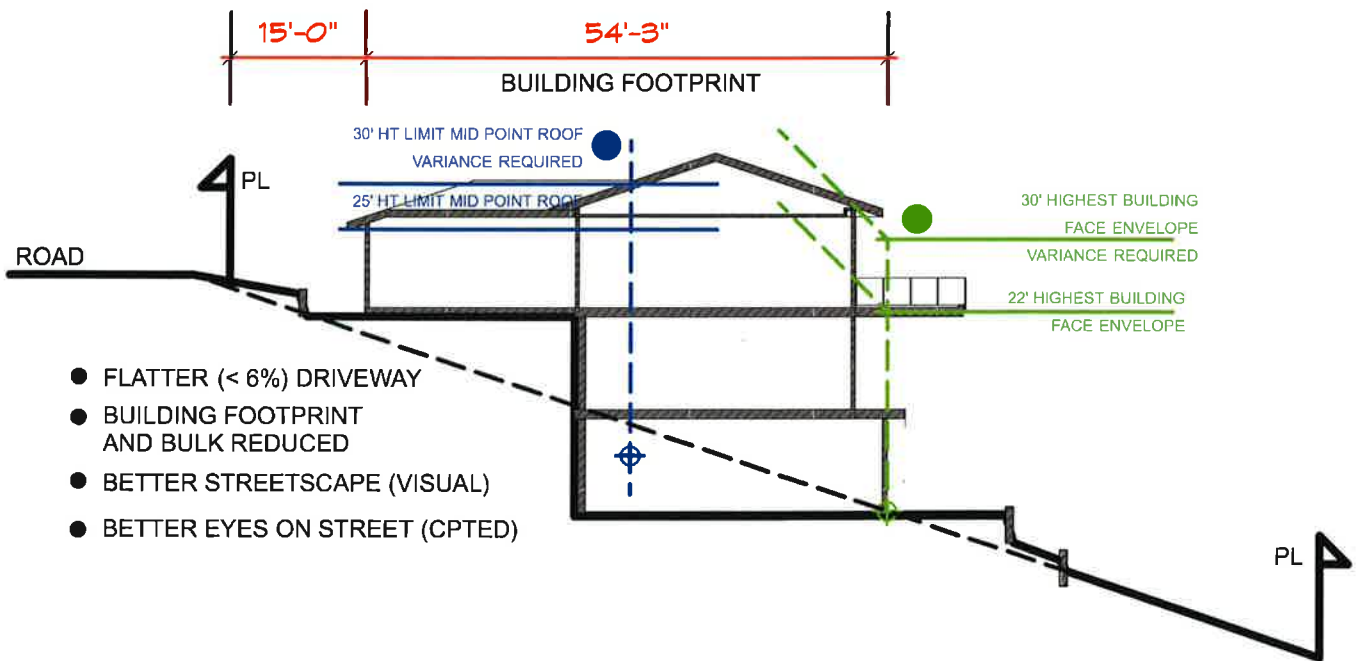 15'-0"
54'-3"
BUILDING FOOTPRINT
30' HT LIMIT MID POINT ROOF
VARIANCE REQUIRED
PL
25' HT LIMIT MID POINT ROOF
30' HIGHEST BUILDING
FACE ENVELOPE
VARIANCE REQUIRED
ROAD
22' HIGHEST BUILDING
FACE ENVELOPE
FLATTER (< 6%) DRIVEWAY
BUILDING FOOTPRINT
AND BULK REDUCED
BETTER STREETSCAPE (VISUAL)
BETTER EYES ON STREET (CPTED)
PL